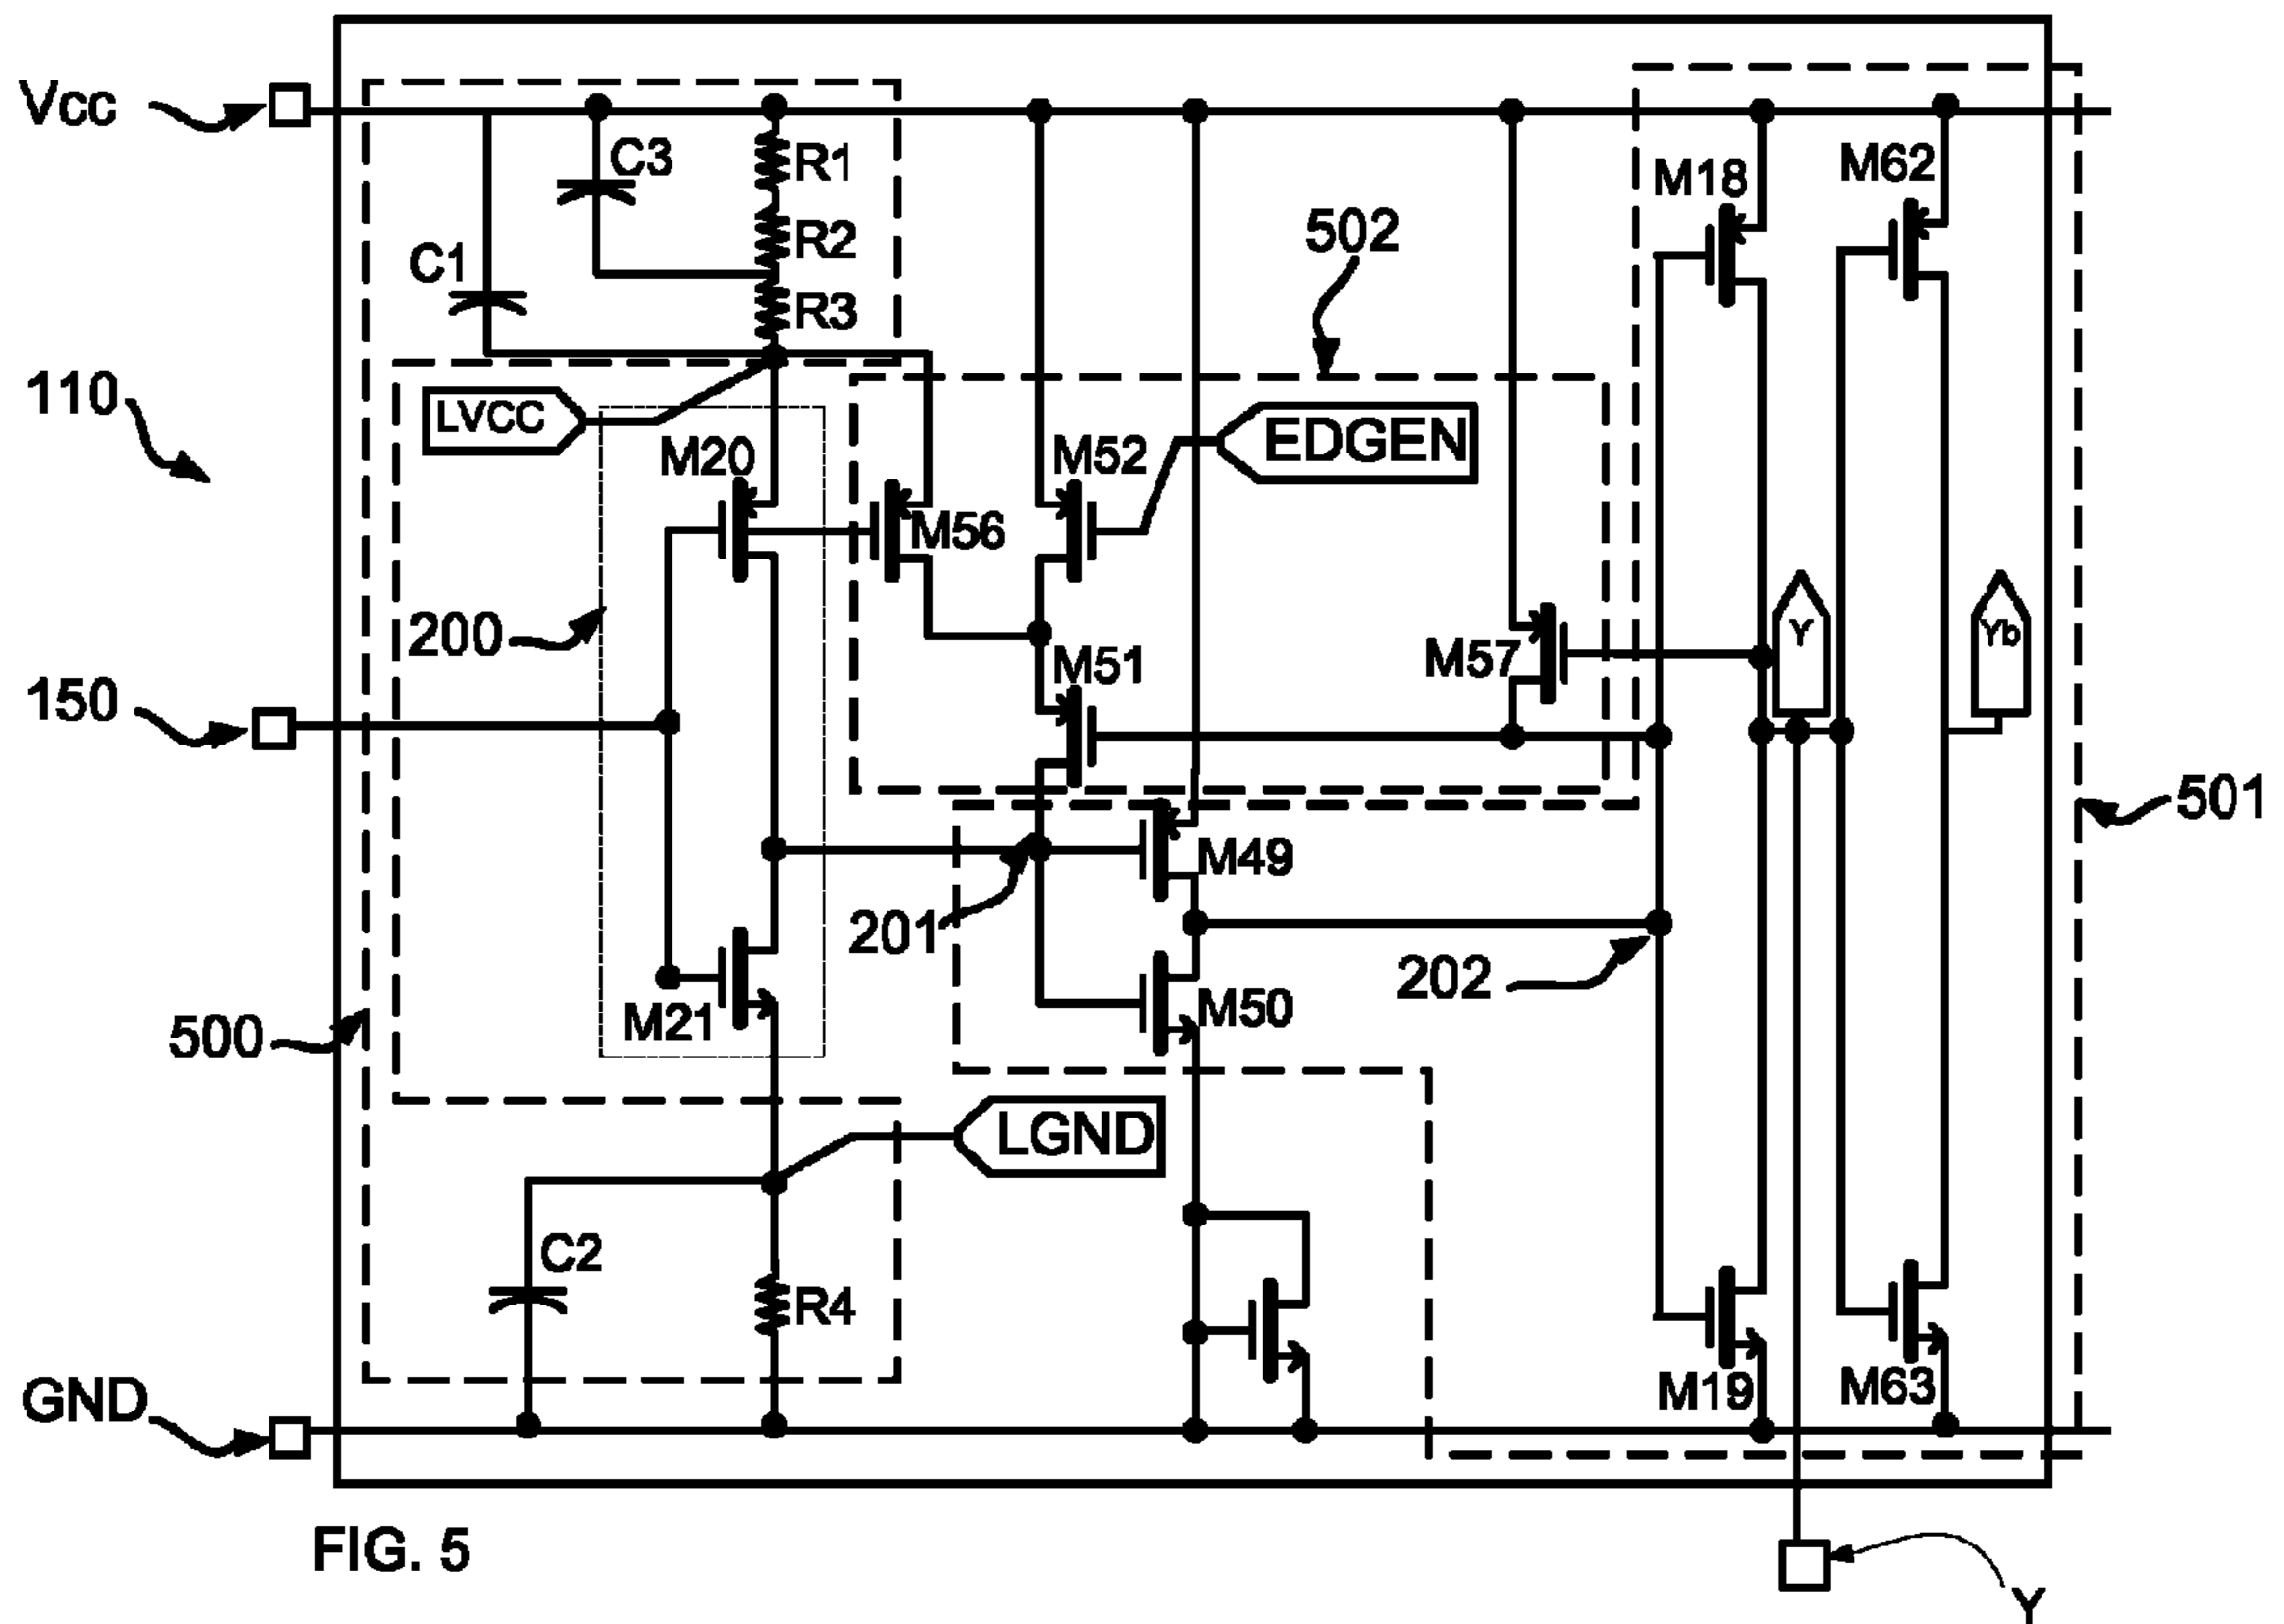 Vcc
C3
R1
M18
M62
R2
502
C1
R3
110
LVCC
EDGEN
M20
M52
M56
200
Y
Yb
M57
M51
150
501
M49
201
202
M21
M50
500
LGND
C2
R4
M19
M63
GND
FIG. 5
Y